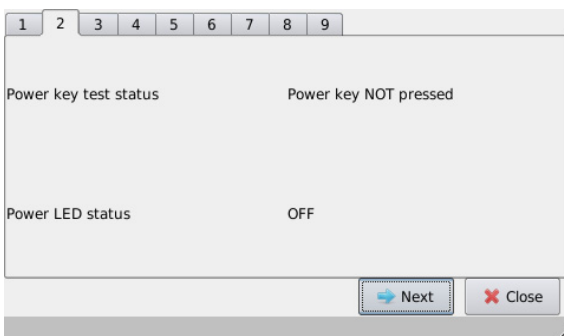 1 2 3 4 5 6 7 8 9
Power key test status Power key NOT pressed
Power LED status OFF
Next Close